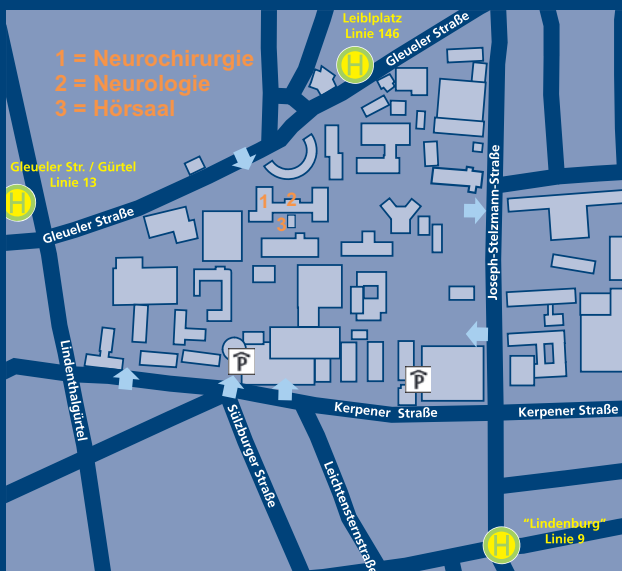 Leiblplatz
Linie 146
H
Gleueler Straße
1 = Neurochirurgie
2 = Neurologie
3 = Hörsaal
Gleueler Str. / Gürtel
Linie 13
H
Gleueler Straße
1
2
3
Joseph-Stelzmann-Straße
Lindenthalgürtel
P
P
Kerpener Straße
Kerpener Straße
Sülzburger Straße
Leichtensternstraße
"Lindenburg"
Linie 9
H